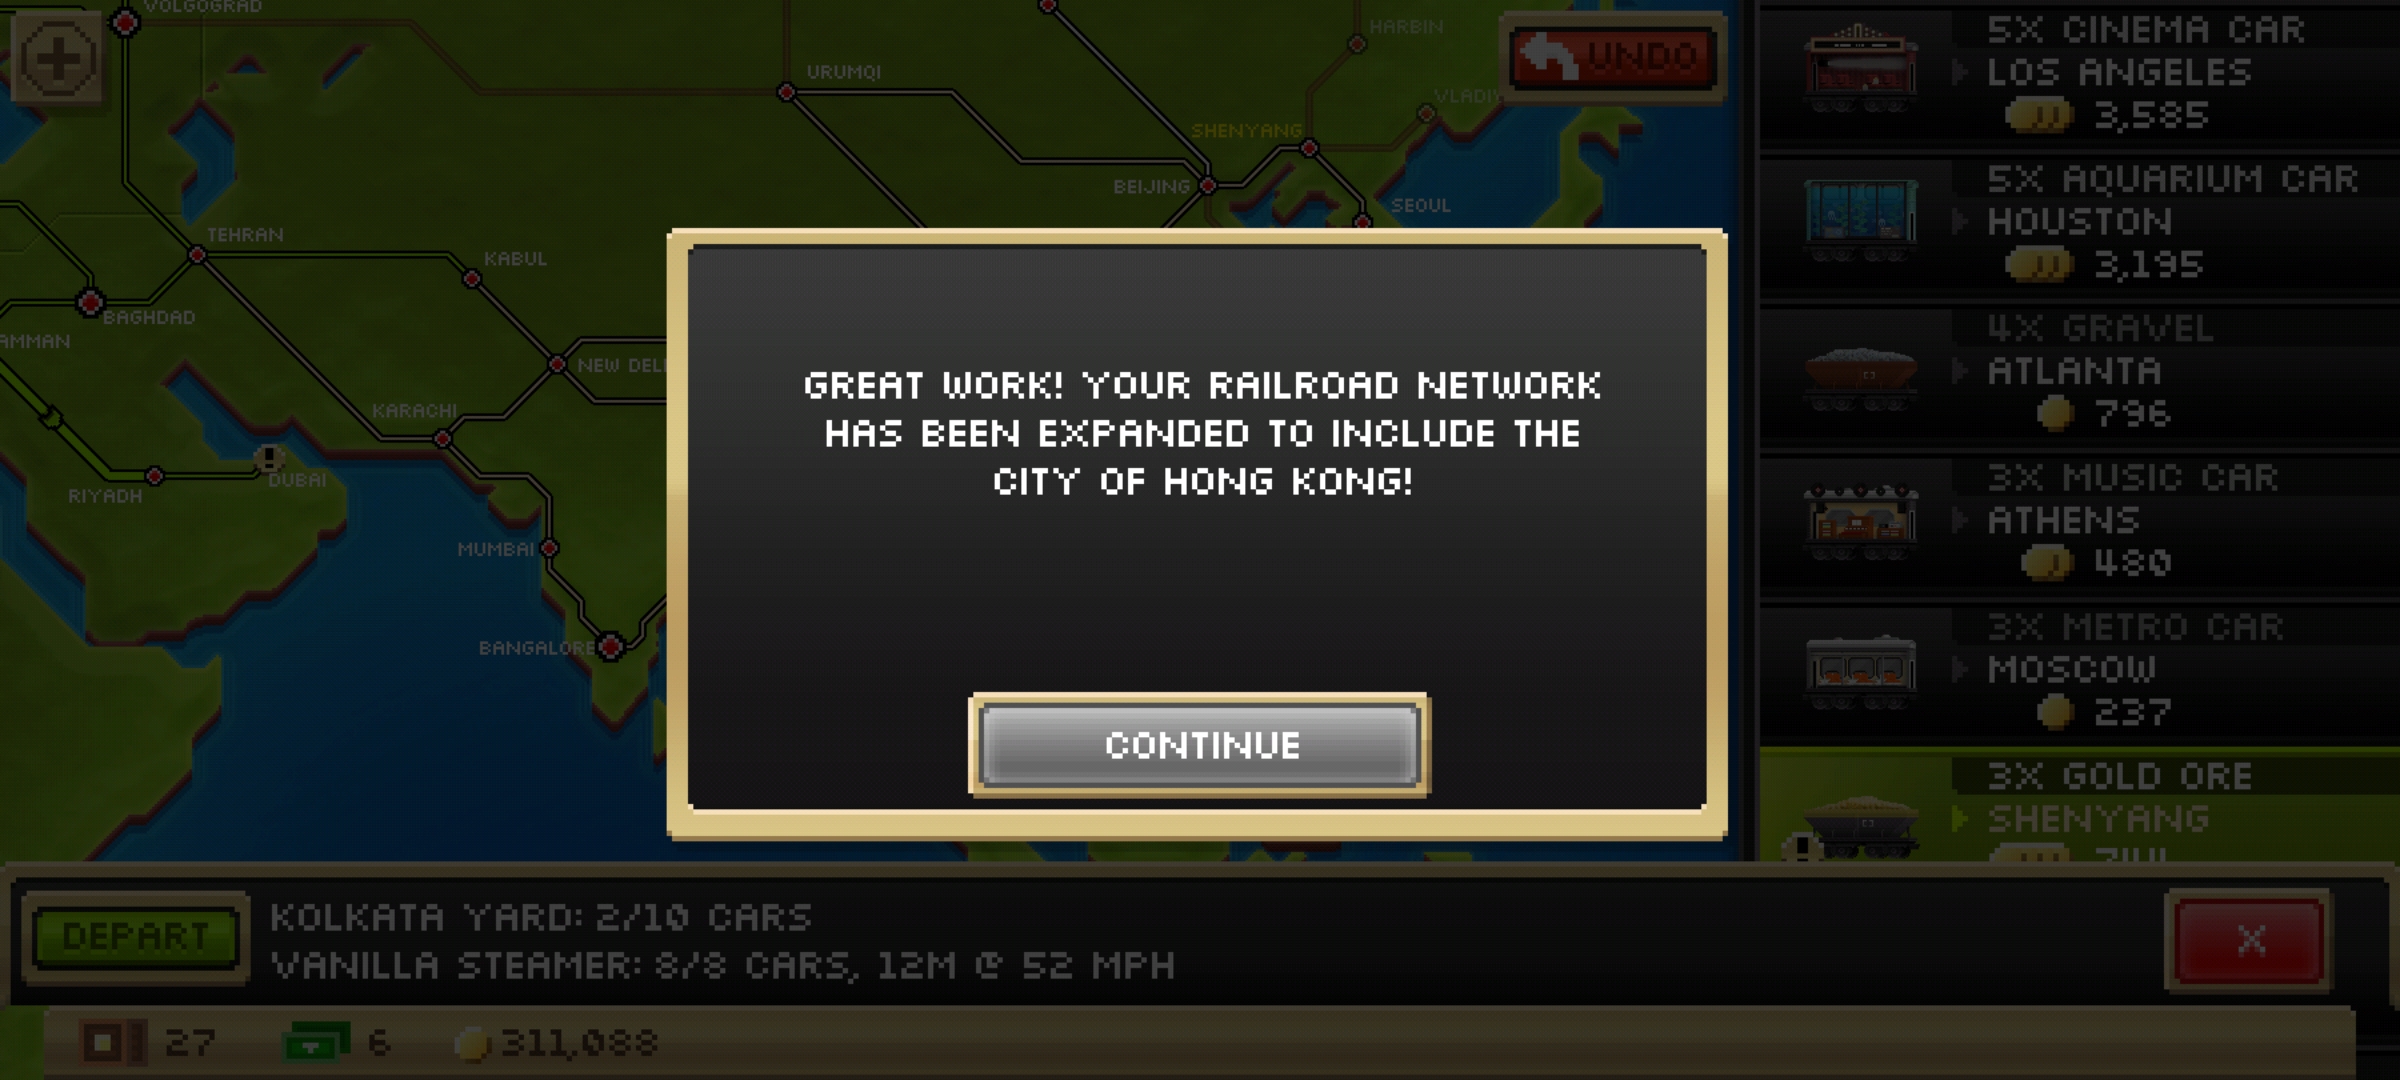 VOLGOGRAD
HARBIN
UNDO
URUMQI
SHENYANG
BEIJING
SEOUL
TEHRAN
KABUL
BAGHDAD
NEW
KARACHI
RIYADH
DUBAI
MUMBAI
BANGALORE
GREAT WORK! YOUR RAILROAD NETWORK
HAS BEEN EXPANDED TO INCLUDE THE
CITY OF HONG KONG!
CONTINUE
5X CINEMA CAR
LOS ANGELES
3,585
5X AQUARIUM CAR
HOUSTON
3,195
4X GRAVEL
ATLANTA
796
3X MUSIC CAR
ATHENS
480
3X METRO CAR
MOSCOW
237
3X GOLD ORE
SHENYANG
DEPART
KOLKATA YARD: 2/10 CARS
VANILLA STEAMER: 8/8 CARS, 12M @ 52 MPH
X
27
6
311,088